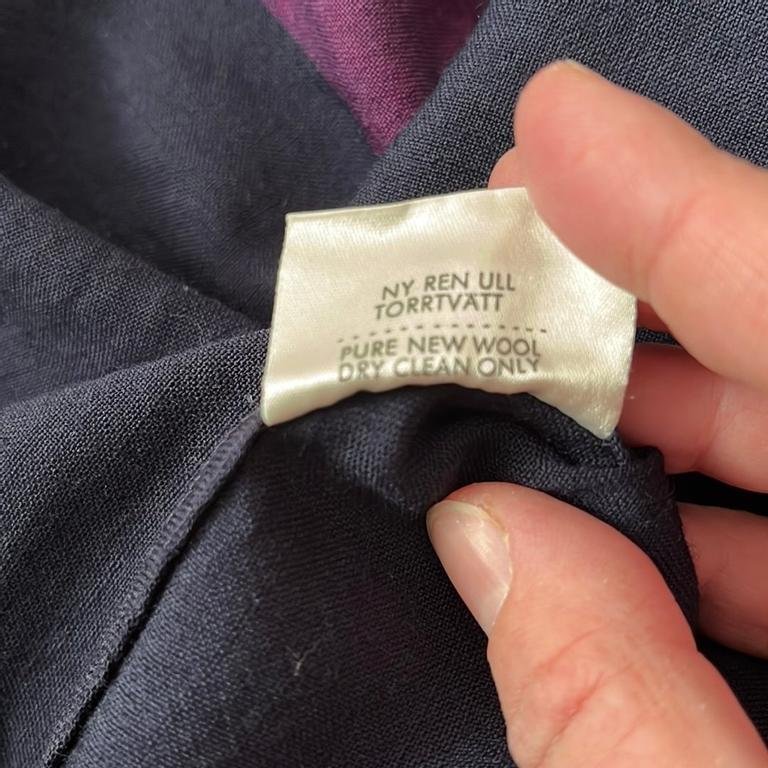 NY REN ULL
TORRTVÄTT
PURE NEW WOOL
DRY CLEAN ONLY